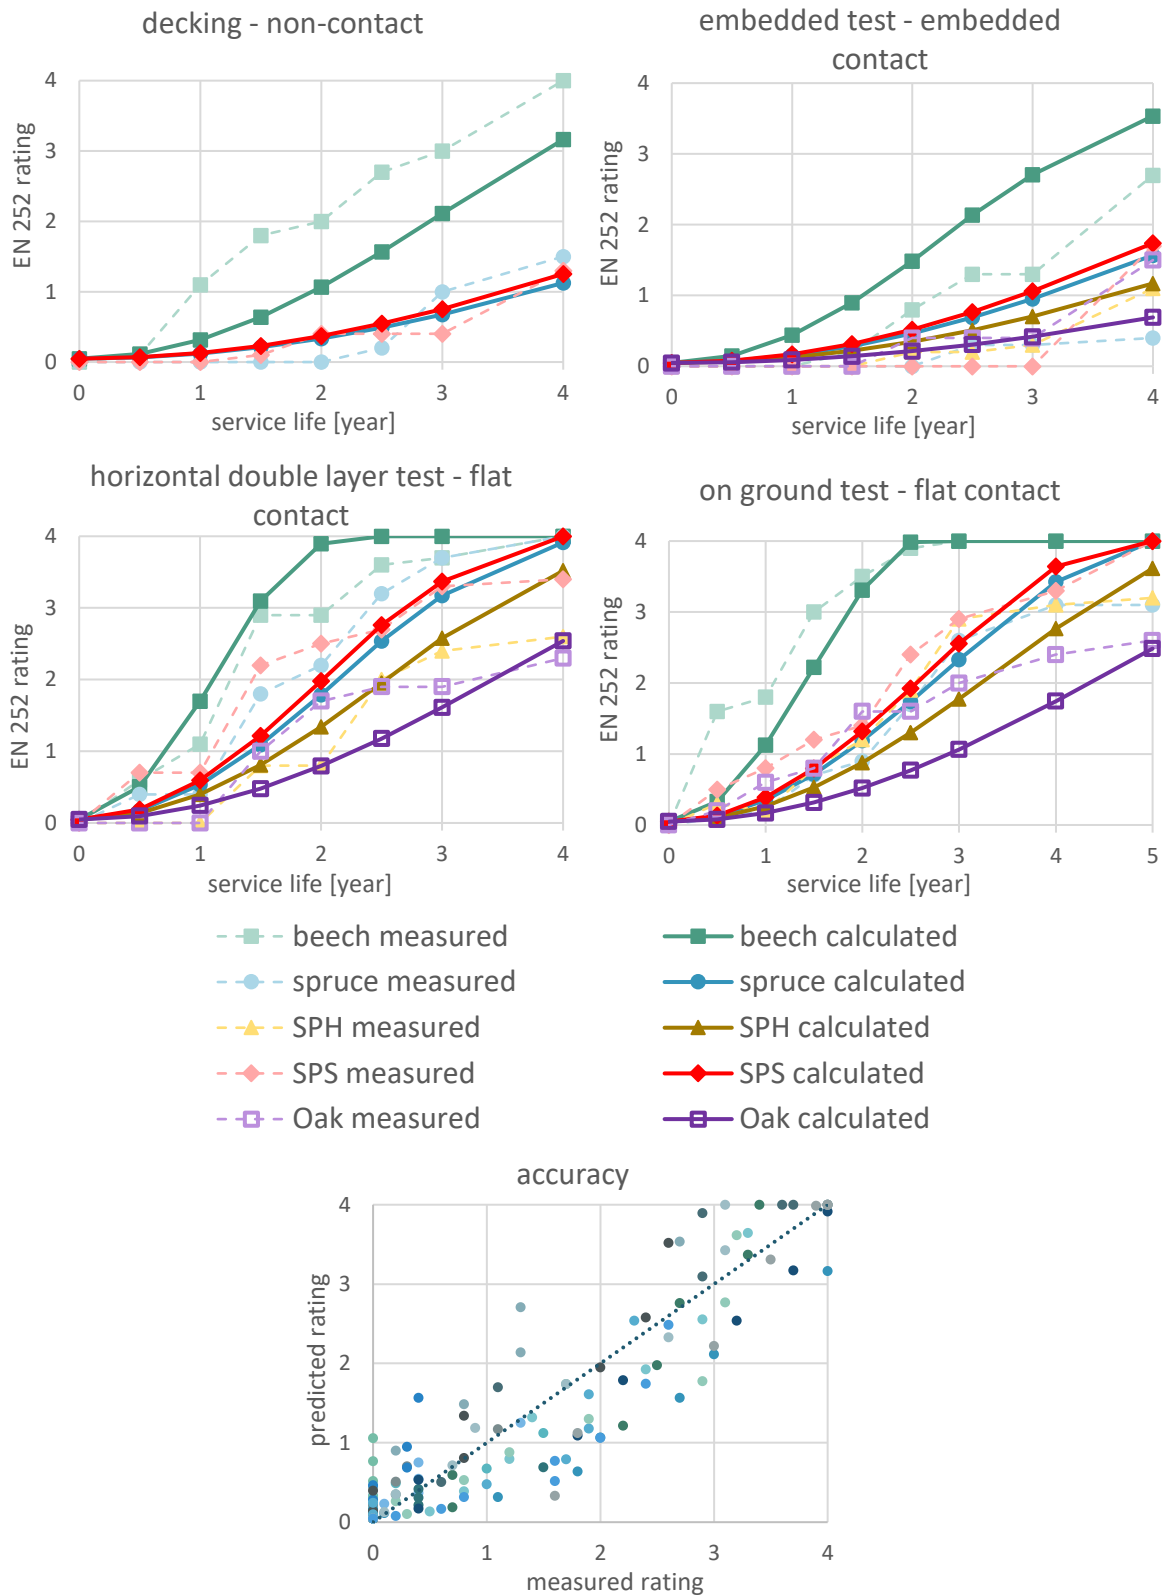 decking - non-contact
4
3
2
1
0
EN 252 rating
0 1 2 3 4
service life [year]
embedded test - embedded
contact
4
3
2
1
0
EN 252 rating
0 1 2 3 4
service life [year]
horizontal double layer test - flat
contact
4
3
2
1
0
EN 252 rating
0 1 2 3 4
service life [year]
on ground test - flat contact
4
3
2
1
0
EN 252 rating
0 1 2 3 4 5
service life [year]
beech measured
beech calculated
spruce measured
spruce calculated
SPH measured
SPH calculated
SPS measured
SPS calculated
Oak measured
Oak calculated
accuracy
4
3
2
1
0
predicted rating
0 1 2 3 4
measured rating